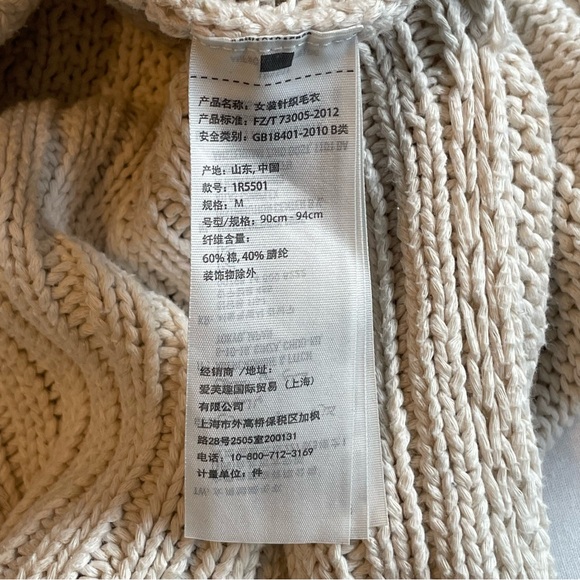 产品名称：女装针织毛衣
产品标准：FZ/T 73005-2012
安全类别：GB18401-2010 B类
产地：山东, 中国
款号：1R5501
规格：M
号型/规格：90cm - 94cm
纤维含量：
60% 棉, 40% 腈纶
装饰物除外
经销商 /地址：
爱芙趣国际贸易（上海）
有限公司
上海市外高桥保税区加枫
路28号2505室200131
电话：10-800-712-3169
计量单位：件